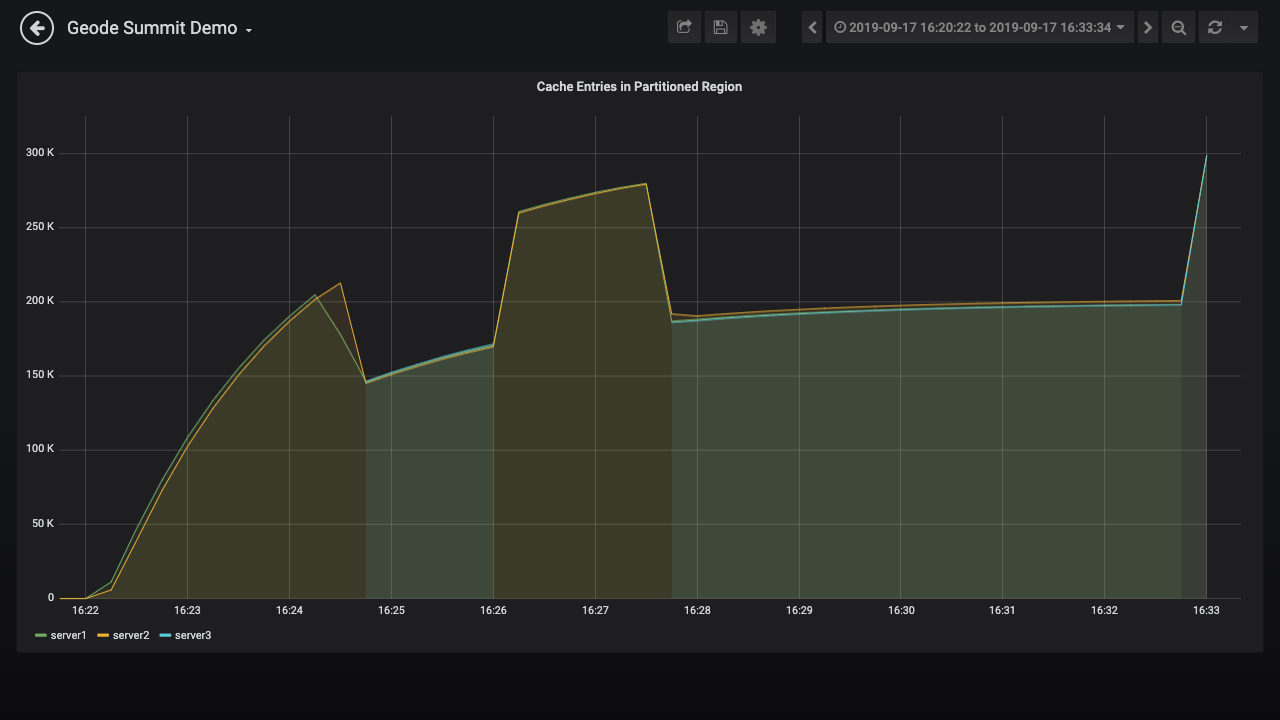 Geode Summit Demo
2019-09-17 16:20:22 to 2019-09-17 16:33:34
Cache Entries in Partitioned Region
300 K
250 K
200 K
150 K
100 K
50 K
0
16:22 16:23 16:24 16:25 16:26 16:27 16:28 16:29 16:30 16:31 16:32 16:33
server1 server2 server3